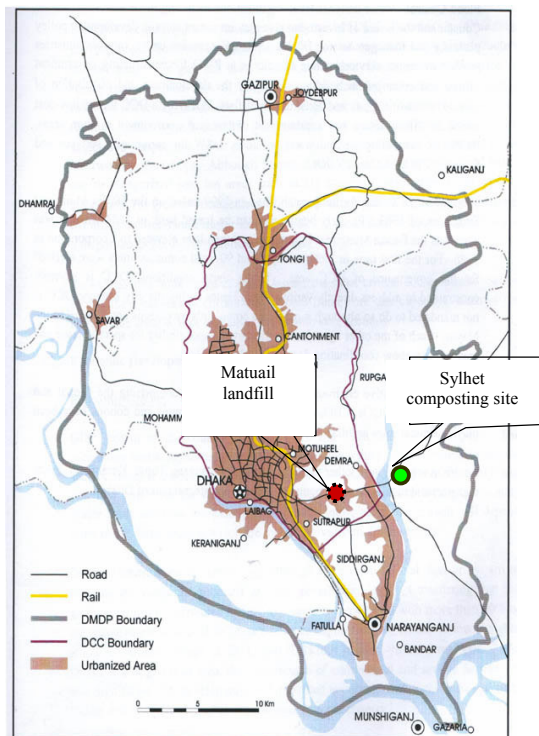 GAZIPUR
JOYDEBPUR
KALIGANJ
DHAMRAI
TONGI
SAVAR
CANTONMENT
Matuail
landfill
RUPGA
Sylhet
composting site
MOHAMM
MOTIJHEEL
DEMRA
DHAKA
LALBAG
SUTRAPUR
KERANIGANJ
SIDDIRGANJ
Road
Rail
DMDP Boundary
DCC Boundary
Urbanized Area
FATULLA
NARAYANGANJ
BANDAR
0 5 10 Km
MUNSHIGANJ
GAZARIA